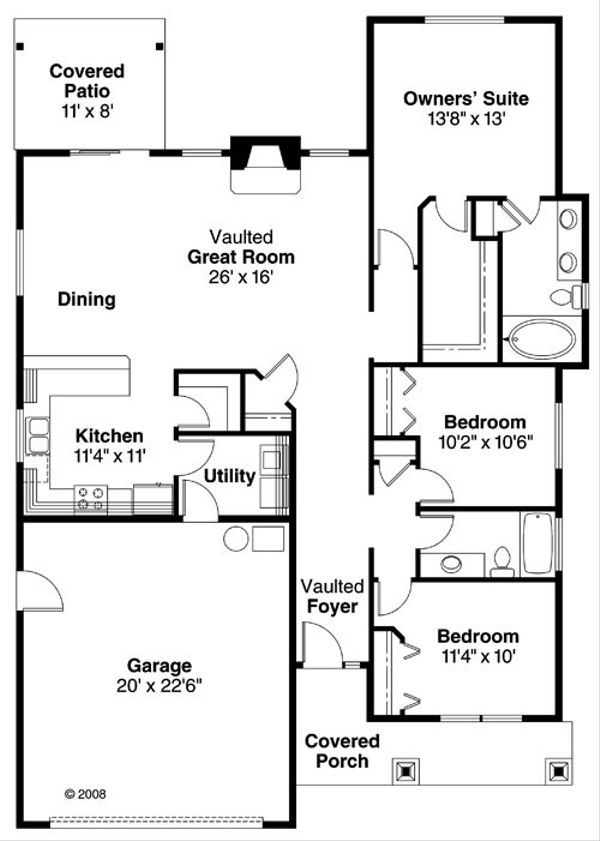 Covered
Patio
11' x 8'
Owners' Suite
13'8" x 13'
Vaulted
Great Room
26' x 16'
Dining
Kitchen
11'4" x 11'
Utility
Bedroom
10'2" x 10'6"
Vaulted
Foyer
Bedroom
11'4" x 10'
Garage
20' x 22'6"
Covered
Porch
© 2008